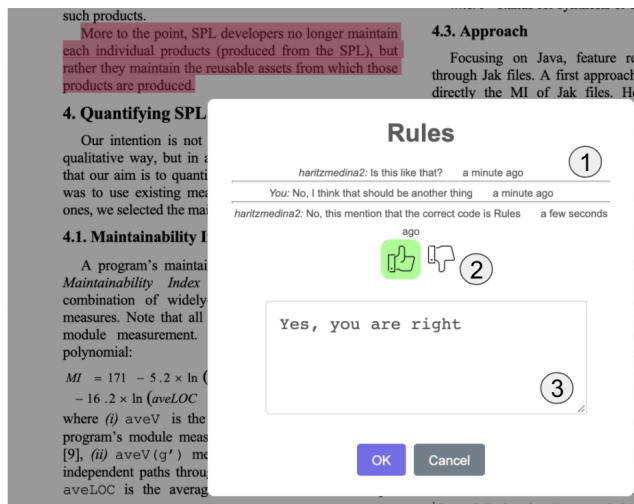 such products.
More to the point, SPL developers no longer maintain
each individual products (produced from the SPL), but
rather they maintain the reusable assets from which those
products are produced.
4. Quantifying SPL
Our intention is not
qualitative way, but in a
that our aim is to quanti
was to use existing mea
ones, we selected the mai
4.1. Maintainability I
A program's maintai
Maintainability Index
combination of widely-
measures. Note that all
module measurement.
polynomial:
MI = 171 - 5.2 × ln (
- 16 .2 × ln (aveLOC
where (i) aveV is the
program's module meas
[9], (ii) aveV(g') me
independent paths throug
aveLOC is the averag
4.3. Approach
Focusing on Java, feature re
through Jak files. A first approach
directly the MI of Jak files. H
Rules
haritzmedina2: Is this like that? a minute ago
1
You: No, I think that should be another thing a minute ago
haritzmedina2: No, this mention that the correct code is Rules a few seconds
ago
2
Yes, you are right
3
OK Cancel